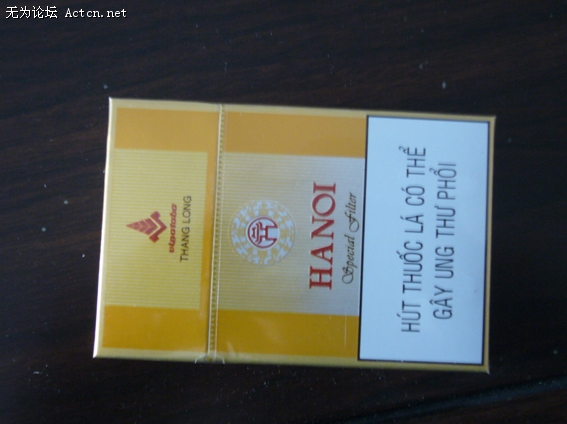 无为论坛 Actcn.net
vinataba
THANG LONG
HANOI
Special Filter
HÚT THUỐC LÁ CÓ THỂ
GÂY UNG THƯ PHỔI